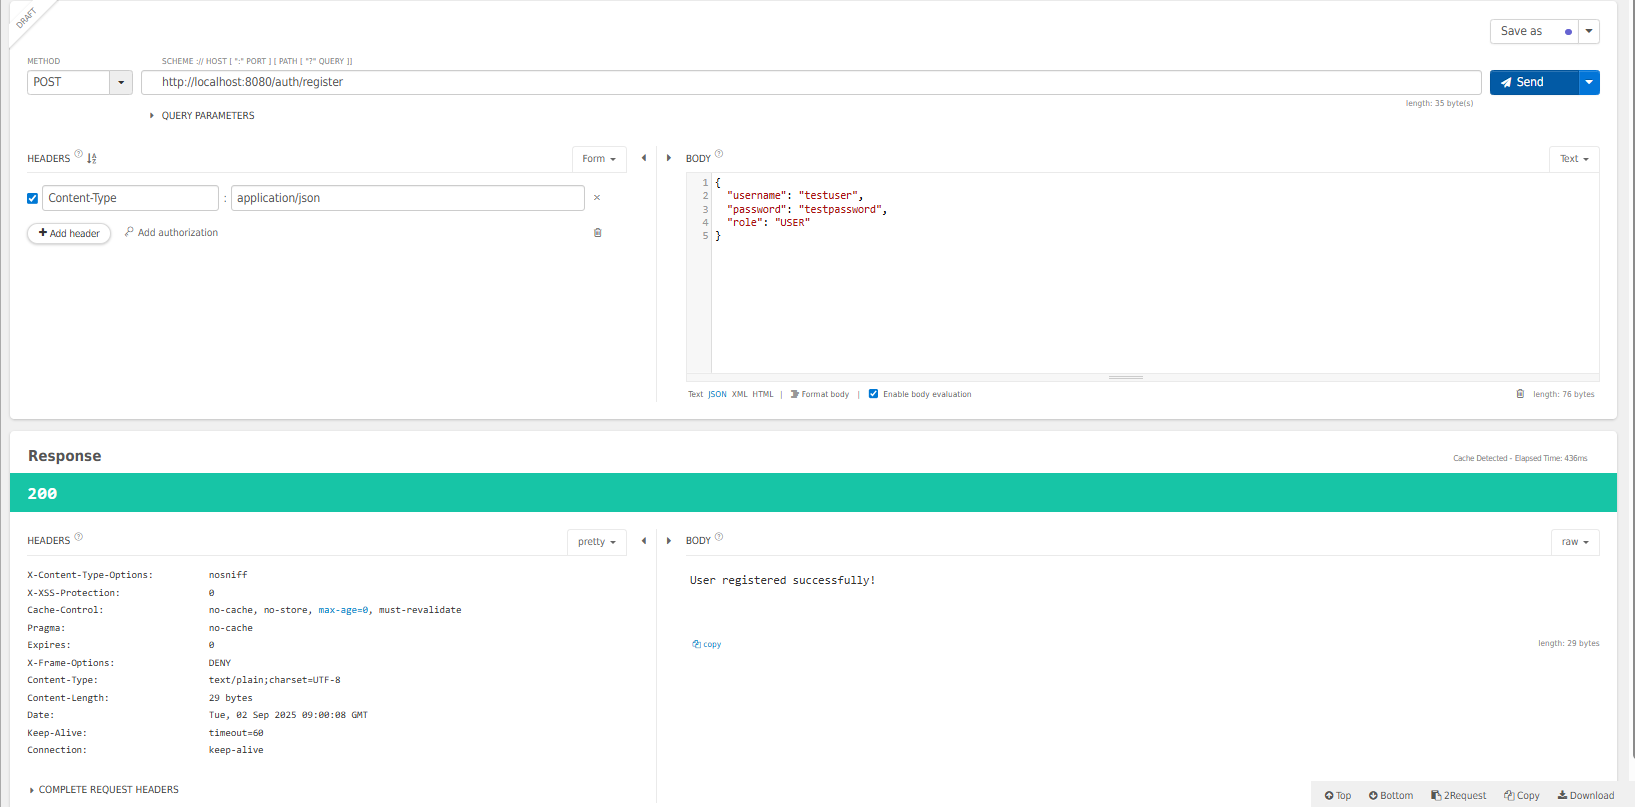 DRAFT
Save as
METHOD
SCHEME :// HOST [ ":" PORT ] [ PATH [ "?" QUERY ]]
POST
http://localhost:8080/auth/register
Send
length: 35 byte(s)
QUERY PARAMETERS
HEADERS
Form
BODY
Text
Content-Type : application/json
Add header
Add authorization
1 {
2 "username": "testuser",
3 "password": "testpassword",
4 "role": "USER"
5 }
Text JSON XML HTML | Format body | Enable body evaluation
length: 76 bytes
Response
Cache Detected - Elapsed Time: 436ms
200
HEADERS
pretty
BODY
raw
X-Content-Type-Options: nosniff
X-XSS-Protection: 0
Cache-Control: no-cache, no-store, max-age=0, must-revalidate
Pragma: no-cache
Expires: 0
X-Frame-Options: DENY
Content-Type: text/plain;charset=UTF-8
Content-Length: 29 bytes
Date: Tue, 02 Sep 2025 09:00:08 GMT
Keep-Alive: timeout=60
Connection: keep-alive
User registered successfully!
copy
length: 29 bytes
COMPLETE REQUEST HEADERS
Top Bottom 2Request Copy Download